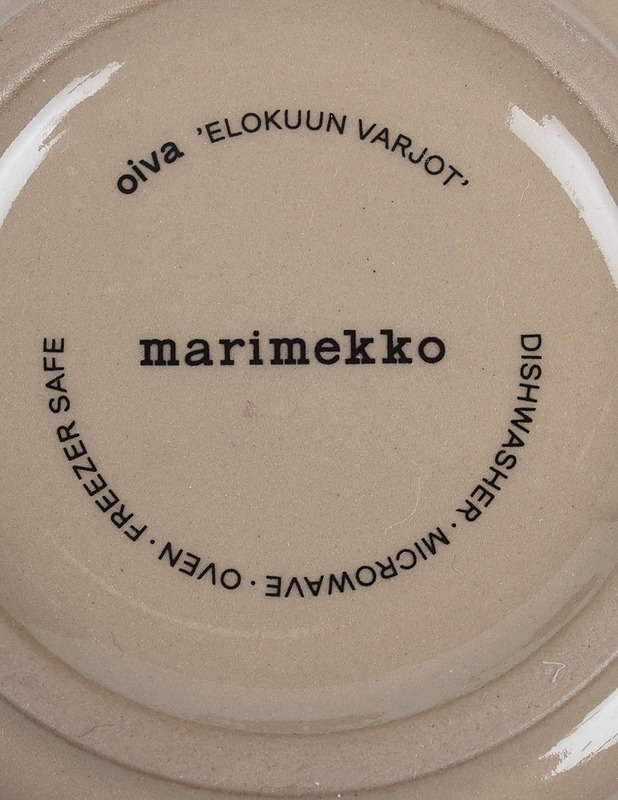 oiva 'ELOKUUN VARJOT'
marimekko
DISHWASHER · MICROWAVE · OVEN · FREEZER SAFE